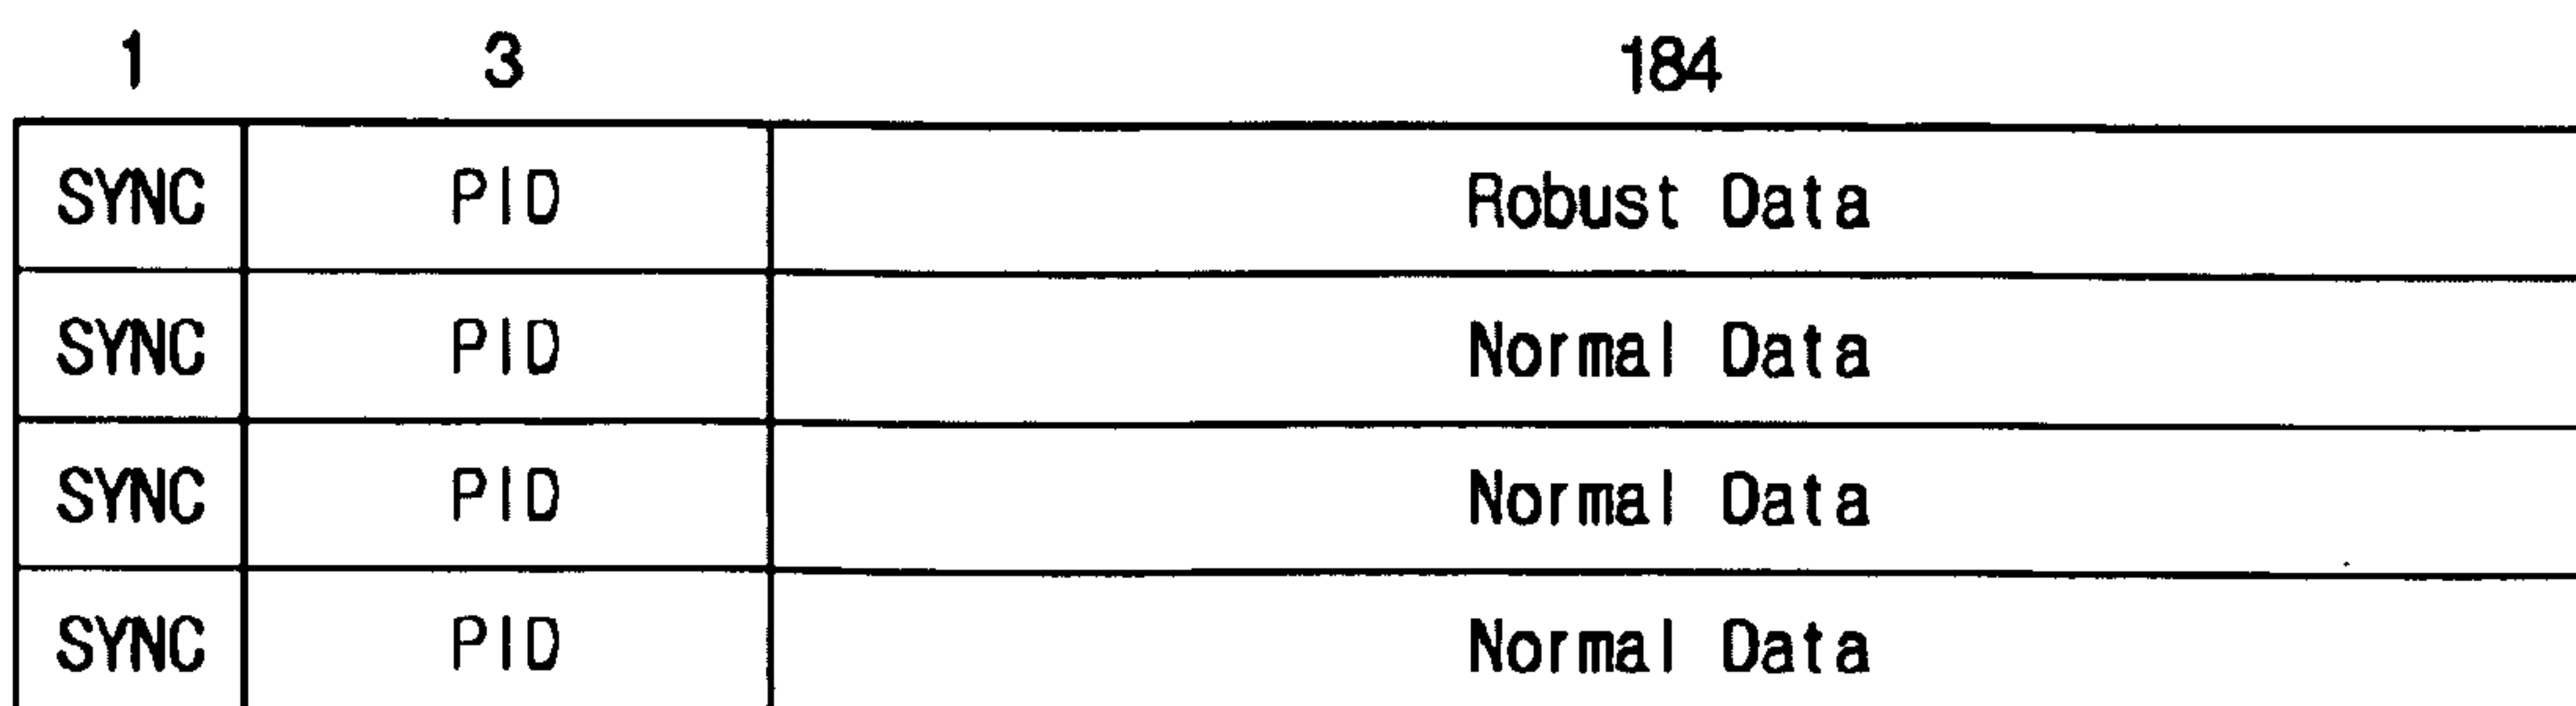 1 3 184
SYNC PID Robust Data
SYNC PID Normal Data
SYNC PID Normal Data
SYNC PID Normal Data